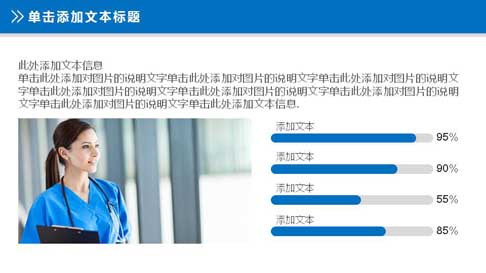 单击添加文本标题
此处添加文本信息
单击此处添加对图片的说明文字单击此处添加对图片的说明文字单击此处添加对图片的说明文
字单击此处添加对图片的说明文字单击此处添加对图片的说明文字单击此处添加对图片的说明
文字单击此处添加对图片的说明文字单击此处添加文本信息.
添加文本
95%
添加文本
90%
添加文本
55%
添加文本
85%